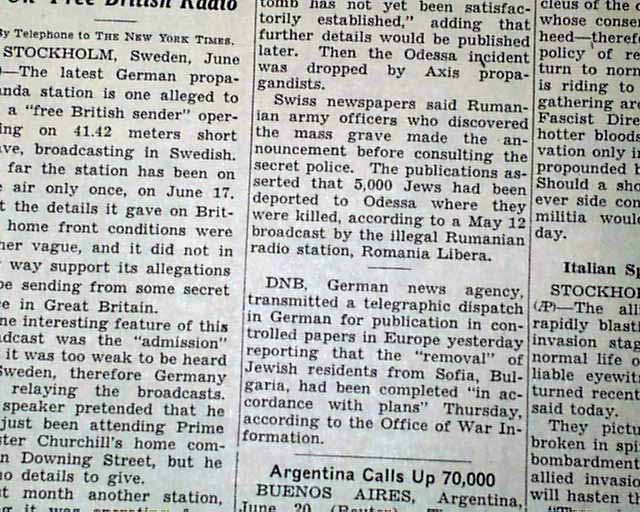 Free British Radio
By Telephone to THE NEW YORK TIMES.
STOCKHOLM, Sweden, June
—The latest German propa-
anda station is one alleged to
a "free British sender" oper-
ing on 41.42 meters short
ve, broadcasting in Swedish.
far the station has been on
air only once, on June 17.
t the details it gave on Brit-
home front conditions were
her vague, and it did not in
way support its allegations
be sending from some secret
ce in Great Britain.
ne interesting feature of this
adcast was the "admission"
it was too weak to be heard
Sweden, therefore Germany
relaying the broadcasts.
speaker pretended that he
just been attending Prime
ster Churchill's home com-
n Downing Street, but he
no details to give.
t month another station,
tomb has not yet been satisfac-
torily established," adding that
further details would be published
later. Then the Odessa incident
was dropped by Axis propa-
gandists.
Swiss newspapers said Ruman-
ian army officers who discovered
the mass grave made the an-
nouncement before consulting the
secret police. The publications as-
serted that 5,000 Jews had been
deported to Odessa where they
were killed, according to a May 12
broadcast by the illegal Rumanian
radio station, Romania Libera.
DNB, German news agency,
transmitted a telegraphic dispatch
in German for publication in con-
trolled papers in Europe yesterday
reporting that the "removal" of
Jewish residents from Sofia, Bul-
garia, had been completed "in ac-
cordance with plans" Thursday,
according to the Office of War In-
formation.
Argentina Calls Up 70,000
BUENOS AIRES, Argentina,
June 20 (Reuter)
cleus of the
whose conse
heed—theref
policy of re
turn to norm
is riding to
gathering ar
Fascist Dire
hotter bloods
vation only i
propounded b
Should a sho
ever side con
militia would
day.
Italian Sp
STOCKHOL
(AP)—The alli
rapidly blasti
invasion stag
normal life o
liable eyewit
turned recent
said today.
They pictu
broken in spir
bombardment
allied invasio
will hasten th